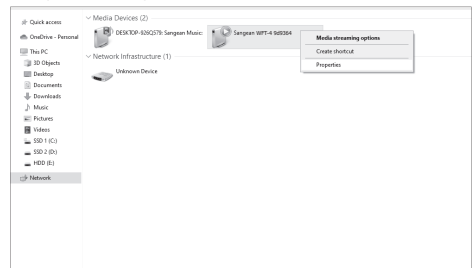 Quick access
OneDrive - Personal
This PC
3D Objects
Desktop
Documents
Downloads
Music
Pictures
Videos
SSD 1 (C:)
SSD 2 (D:)
HDD (E:)
Network
Media Devices (2)
DESKTOP-926Q579: Sangean Music:
Sangean WFT-4 9d9364
Network Infrastructure (1)
Unknown Device
Media streaming options
Create shortcut
Properties